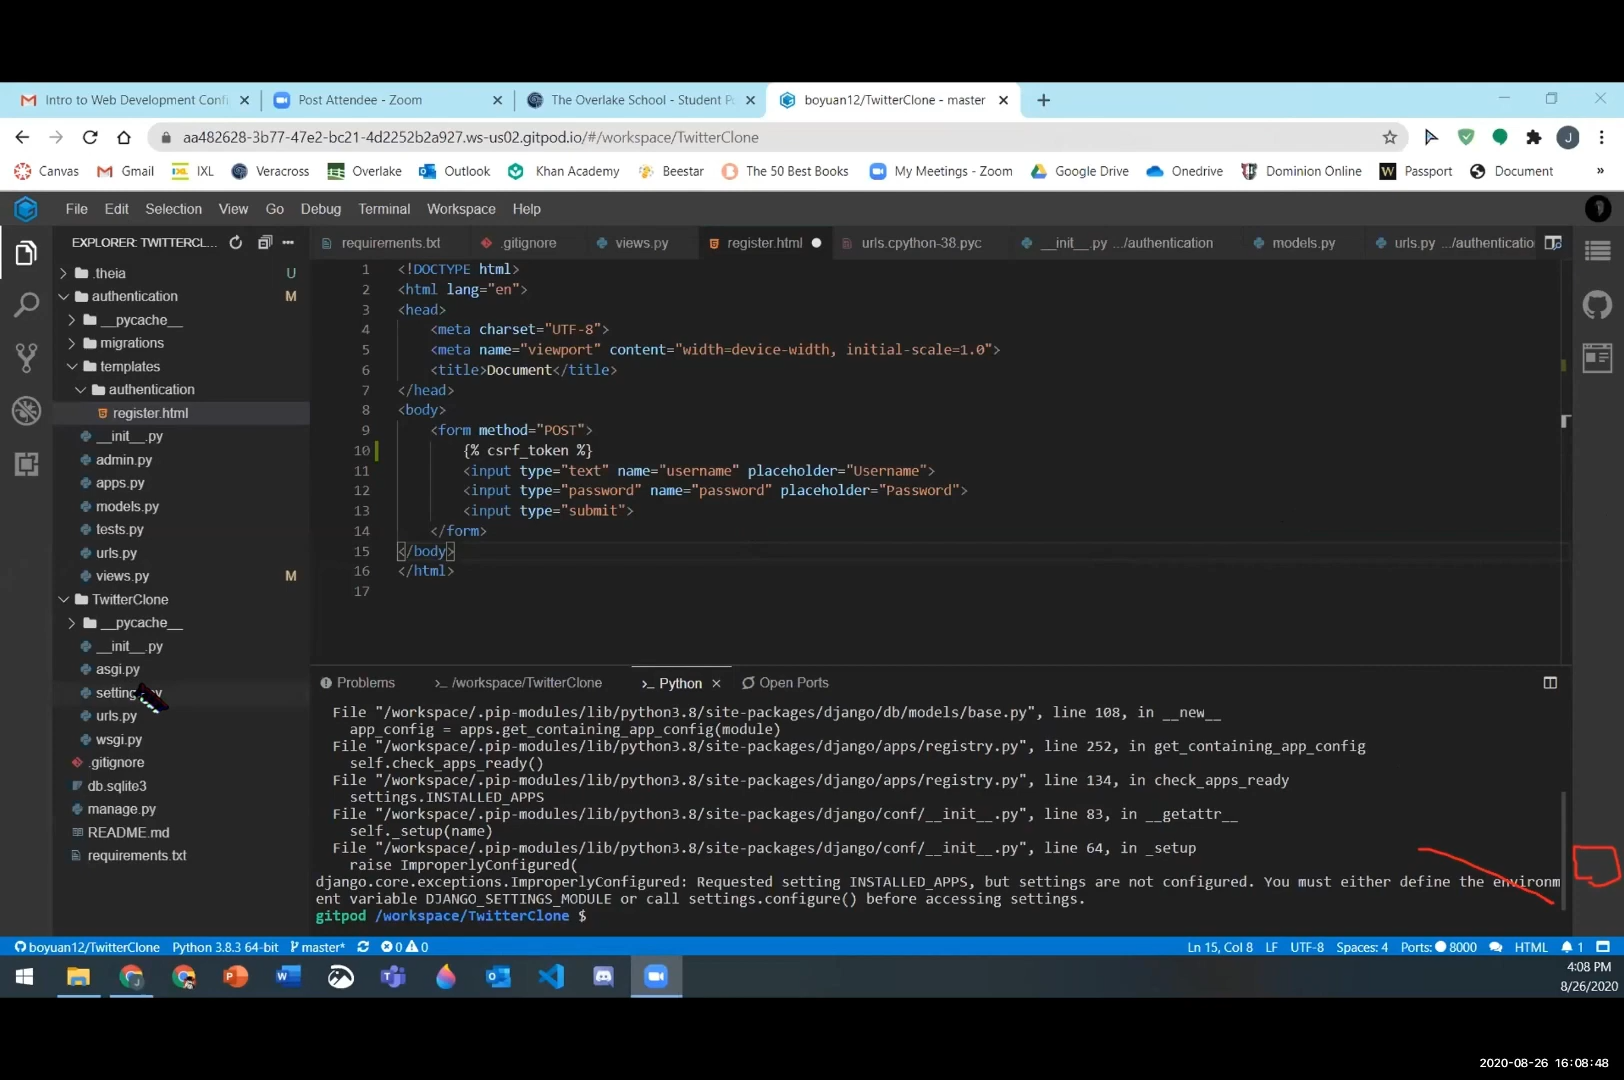 Intro to Web Development Conf
Post Attendee - Zoom
The Overlake School - Student P
boyuan12/TwitterClone - master
aa482628-3b77-47e2-bc21-4d2252b2a927.ws-us02.gitpod.io/#/workspace/TwitterClone
J
Canvas
Gmail
IXL
Veracross
Overlake
Outlook
Khan Academy
Beestar
The 50 Best Books
My Meetings - Zoom
Google Drive
Onedrive
Dominion Online
Passport
Document
»
File Edit Selection View Go Debug Terminal Workspace Help
EXPLORER: TWITTERCL...
requirements.txt
.gitignore
views.py
register.html
urls.cpython-38.pyc
__init__.py .../authentication
models.py
urls.py .../authenticatio
.theia U
authentication M
__pycache__
migrations
templates
authentication
register.html
__init__.py
admin.py
apps.py
models.py
tests.py
urls.py
views.py M
TwitterClone
__pycache__
__init__.py
asgi.py
urls.py
wsgi.py
.gitignore
db.sqlite3
manage.py
README.md
requirements.txt
1 <!DOCTYPE html>
2 <html lang="en">
3 <head>
4 <meta charset="UTF-8">
5 <meta name="viewport" content="width=device-width, initial-scale=1.0">
6 <title>Document</title>
7 </head>
8 <body>
9 <form method="POST">
10 {% csrf_token %}
11 <input type="text" name="username" placeholder="Username">
12 <input type="password" name="password" placeholder="Password">
13 <input type="submit">
14 </form>
15 </body>
16 </html>
17
Problems
>_ /workspace/TwitterClone
>_ Python
Open Ports
File "/workspace/.pip-modules/lib/python3.8/site-packages/django/db/models/base.py", line 108, in __new__
app_config = apps.get_containing_app_config(module)
File "/workspace/.pip-modules/lib/python3.8/site-packages/django/apps/registry.py", line 252, in get_containing_app_config
self.check_apps_ready()
File "/workspace/.pip-modules/lib/python3.8/site-packages/django/apps/registry.py", line 134, in check_apps_ready
settings.INSTALLED_APPS
File "/workspace/.pip-modules/lib/python3.8/site-packages/django/conf/__init__.py", line 83, in __getattr__
self._setup(name)
File "/workspace/.pip-modules/lib/python3.8/site-packages/django/conf/__init__.py", line 64, in _setup
raise ImproperlyConfigured(
django.core.exceptions.ImproperlyConfigured: Requested setting INSTALLED_APPS, but settings are not configured. You must either define the environm
ent variable DJANGO_SETTINGS_MODULE or call settings.configure() before accessing settings.
gitpod /workspace/TwitterClone $
boyuan12/TwitterClone Python 3.8.3 64-bit master* 0 0 Ln 15, Col 8 LF UTF-8 Spaces: 4 Ports: 8000 HTML 1
4:08 PM
8/26/2020
2020-08-26 16:08:48